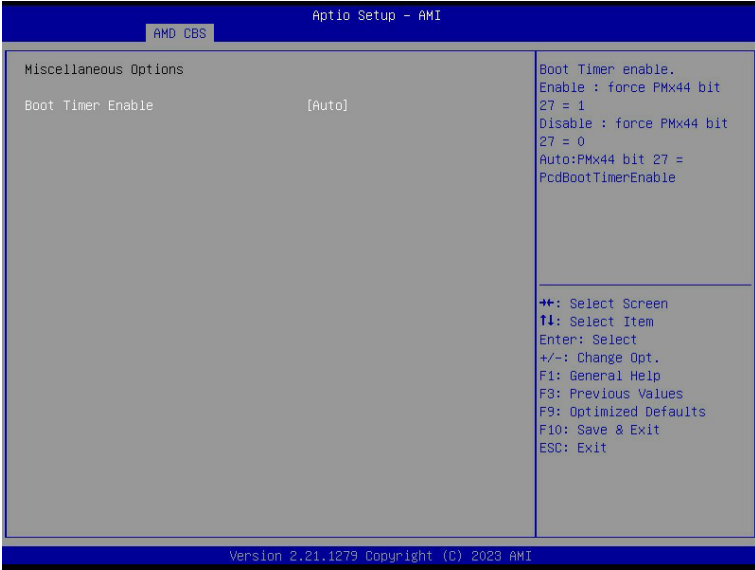 Aptio Setup - AMI
AMD CBS
Miscellaneous Options
Boot Timer Enable [Auto]
Boot Timer enable.
Enable : force PMx44 bit
27 = 1
Disable : force PMx44 bit
27 = 0
Auto:PMx44 bit 27 =
PcdBootTimerEnable
→←: Select Screen
↑↓: Select Item
Enter: Select
+/-: Change Opt.
F1: General Help
F3: Previous Values
F9: Optimized Defaults
F10: Save & Exit
ESC: Exit
Version 2.21.1279 Copyright (C) 2023 AMI